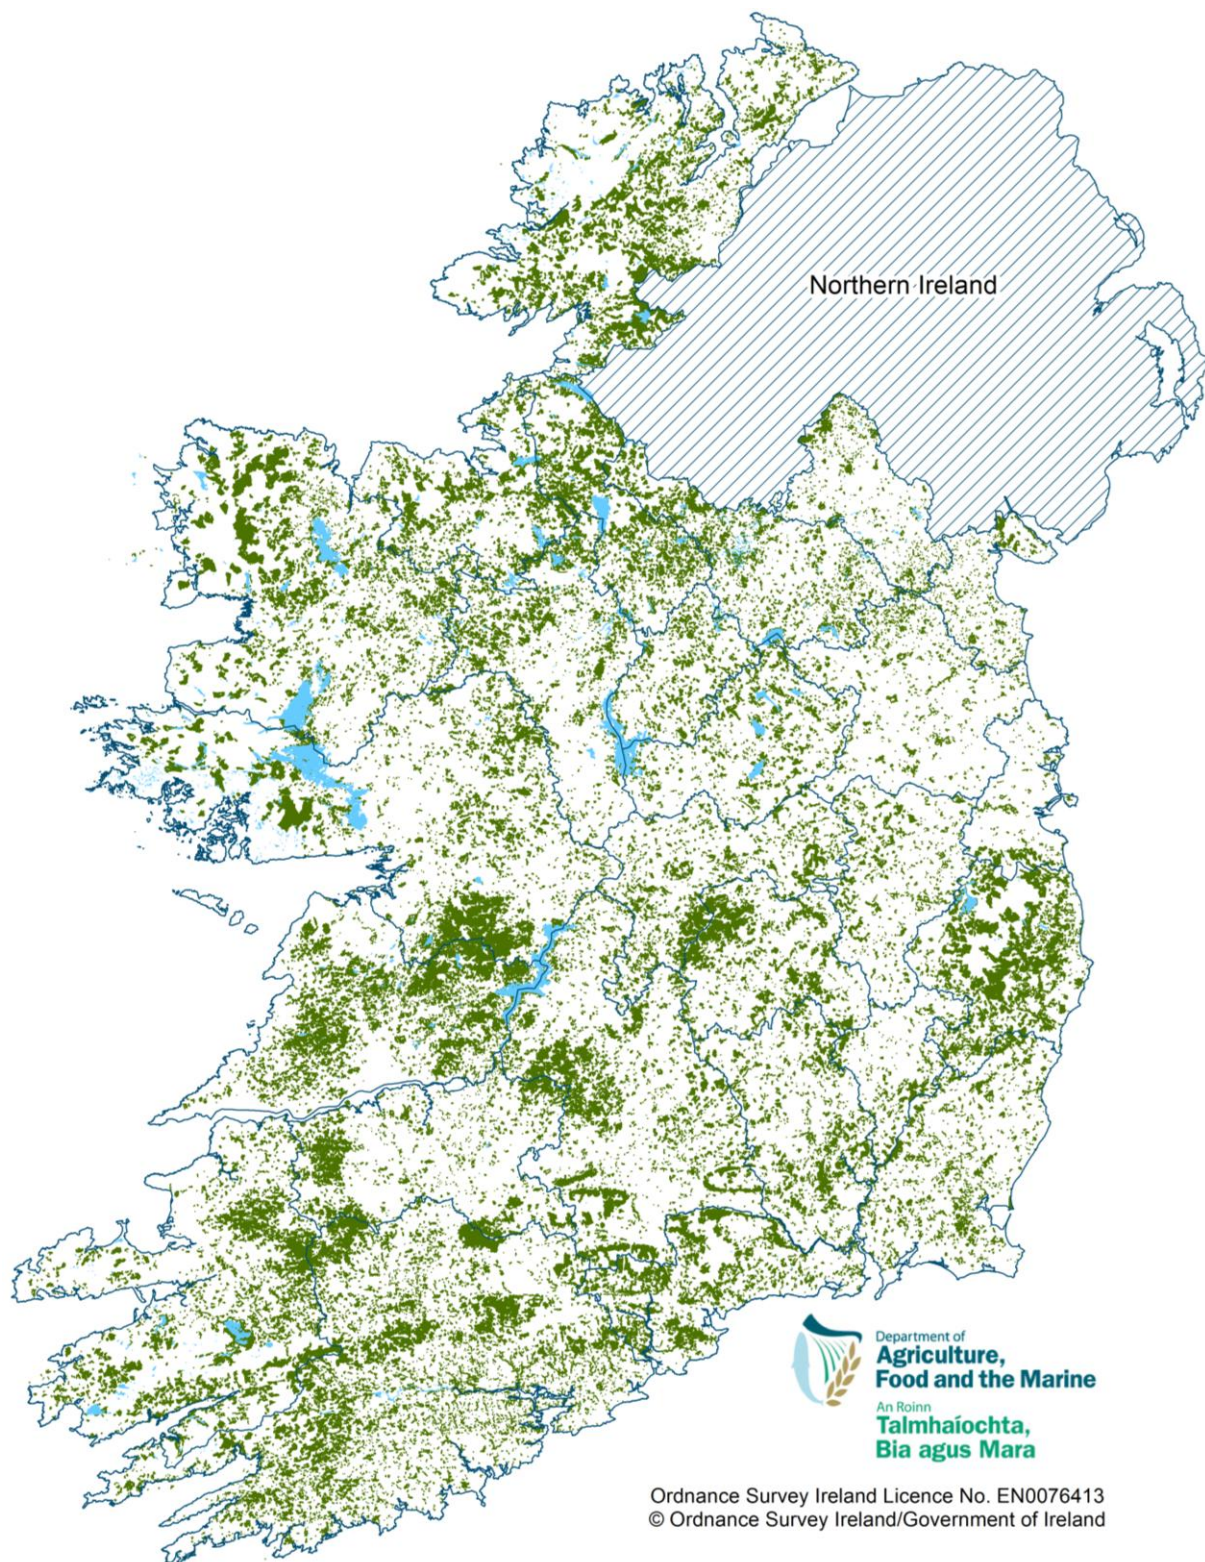 Northern Ireland
Department of
Agriculture,
Food and the Marine
An Roinn
Talmhaíochta,
Bia agus Mara
Ordnance Survey Ireland Licence No. EN0076413
© Ordnance Survey Ireland/Government of Ireland